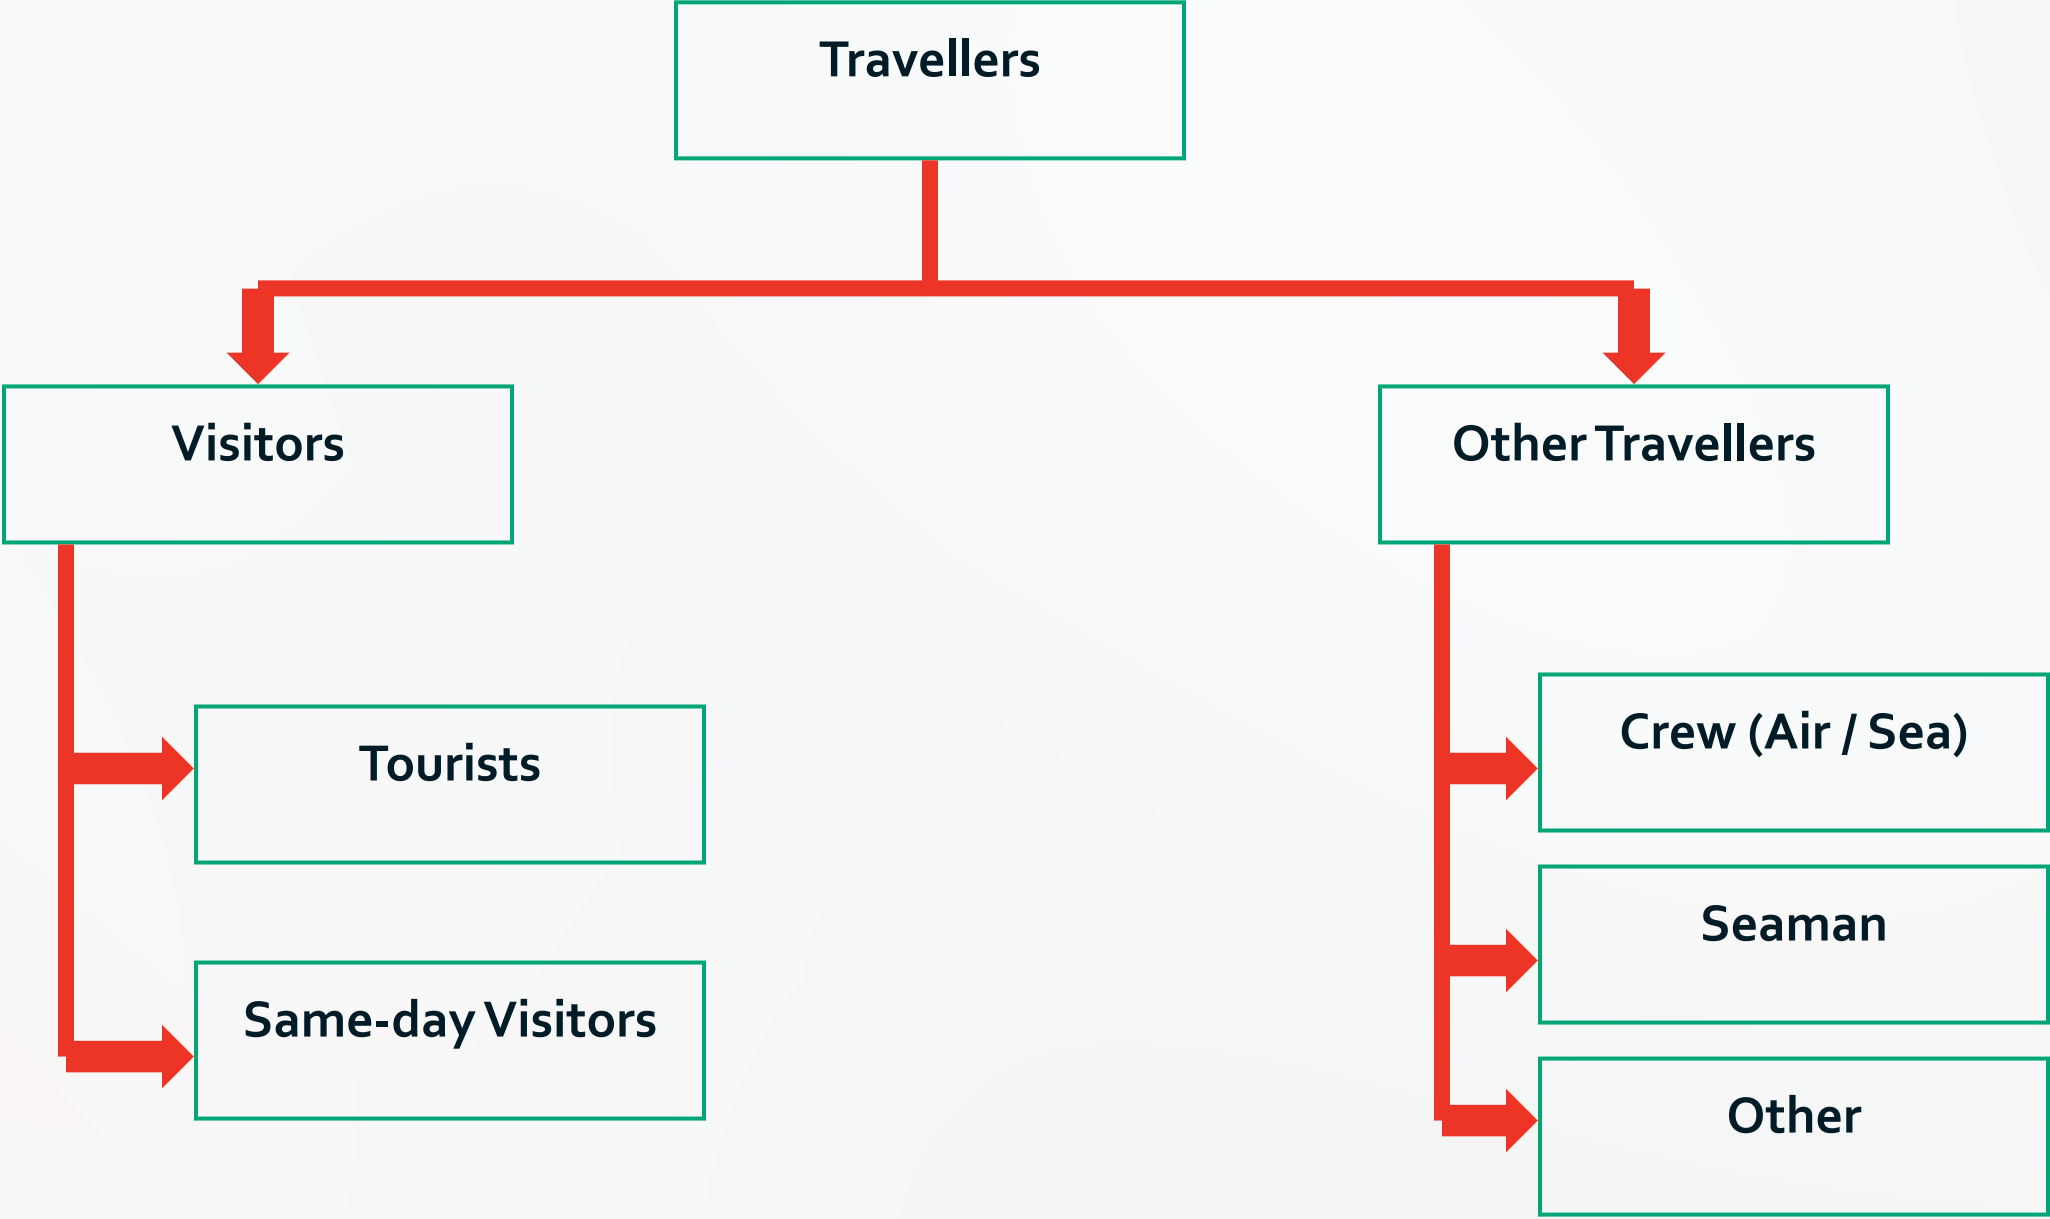 Travellers
Visitors
Other Travellers
Tourists
Same-day Visitors
Crew (Air / Sea)
Seaman
Other